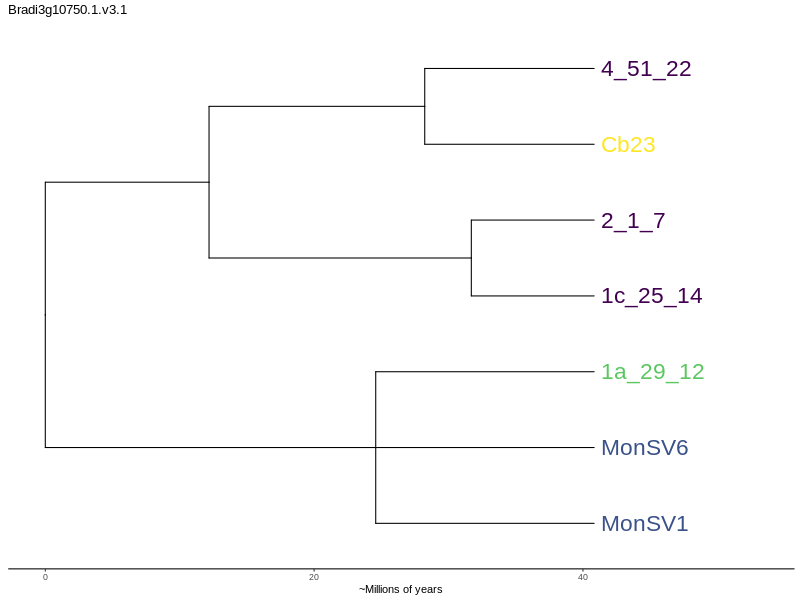 Bradi3g10750.1.v3.1
4_51_22
Cb23
2_1_7
1c_25_14
1a_29_12
MonSV6
MonSV1
0 20 40
~Millions of years